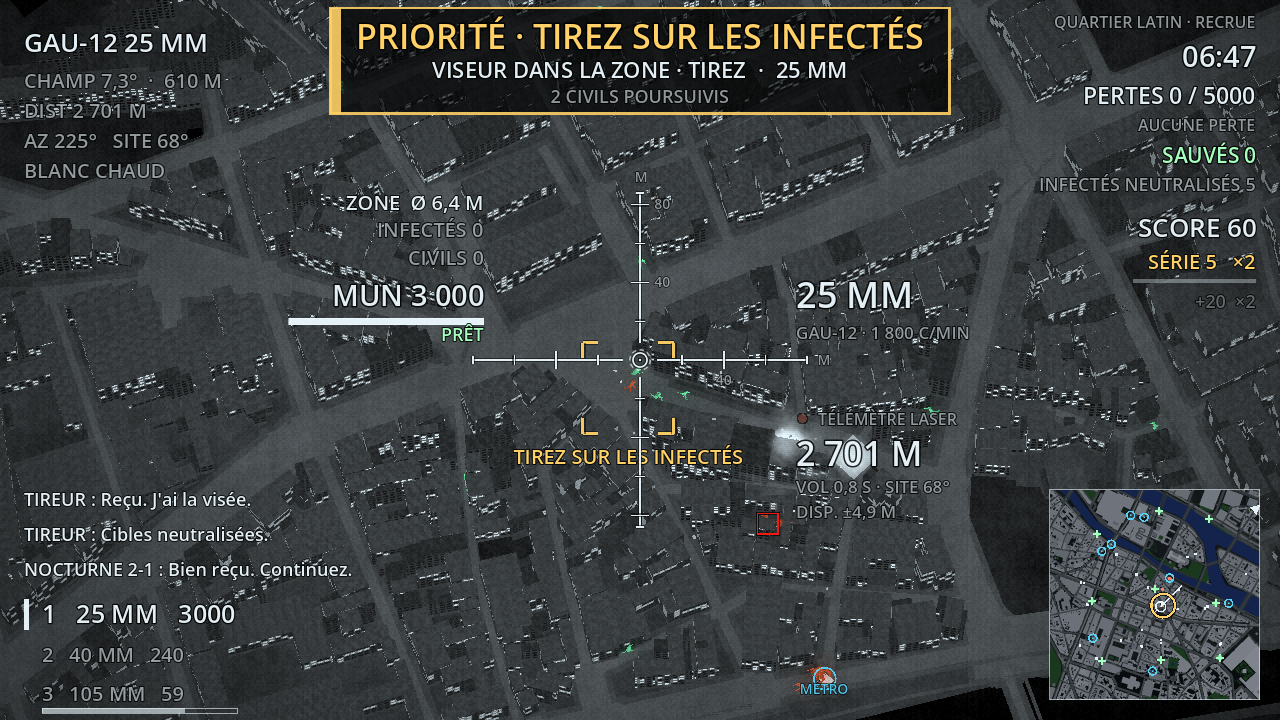 GAU-12 25 MM
CHAMP 7,3° · 610 M
DIST 2 701 M
AZ 225° SITE 68°
BLANC CHAUD
PRIORITÉ · TIREZ SUR LES INFECTÉS
VISEUR DANS LA ZONE · TIREZ · 25 MM
2 CIVILS POURSUIVIS
QUARTIER LATIN · RECRUE
06:47
PERTES 0 / 5000
AUCUNE PERTE
SAUVÉS 0
INFECTÉS NEUTRALISÉS 5
SCORE 60
SÉRIE 5 ×2
+20 ×2
ZONE Ø 6,4 M
INFECTÉS 0
CIVILS 0
MUN 3 000
PRÊT
M
80
40
M
40
25 MM
GAU-12 · 1 800 C/MIN
TÉLÉMÈTRE LASER
2 701 M
VOL 0,8 S · SITE 68°
DISP. ±4,9 M
TIREZ SUR LES INFECTÉS
TIREUR : Reçu. J'ai la visée.
TIREUR : Cibles neutralisées.
NOCTURNE 2-1 : Bien reçu. Continuez.
1 25 MM 3000
2 40 MM 240
3 105 MM 59
MÉTRO